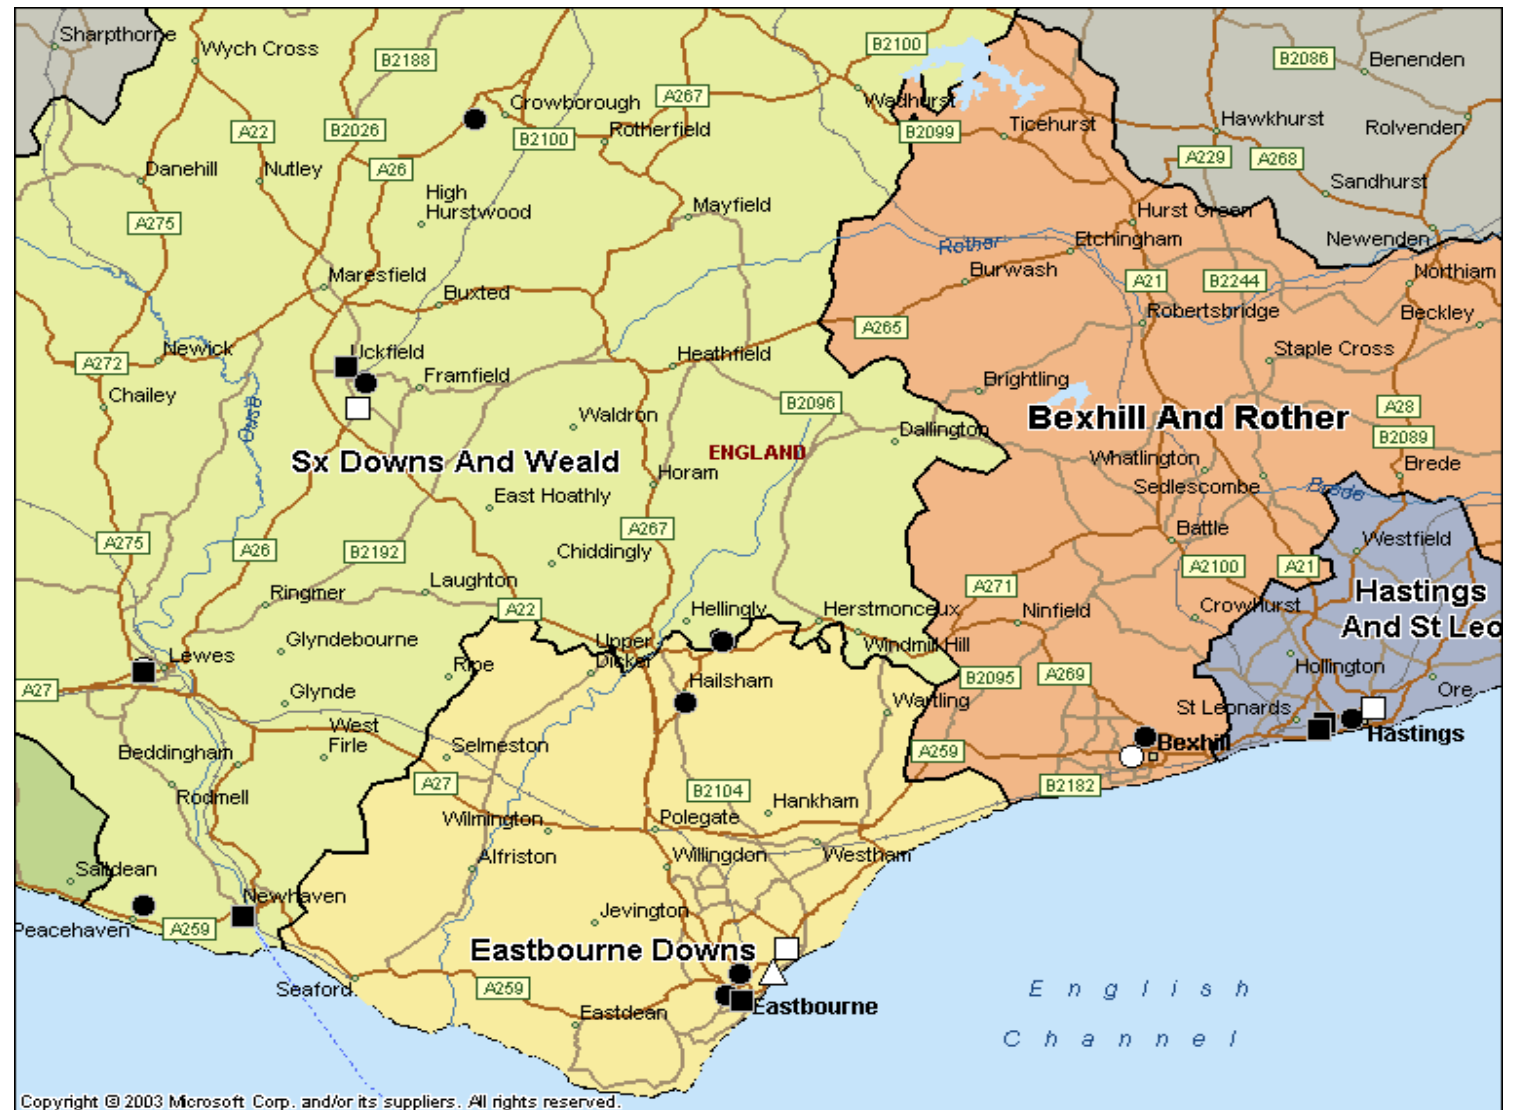 Sharpthorne
Wych Cross
B2188
B2100
B2086
Benenden
Crowborough
A267
Wadhurst
A22
B2026
B2100
Rotherfield
B2099
Ticehurst
Hawkhurst
Rolvenden
Danehill
Nutley
A26
A229
A268
High
Hurstwood
Sandhurst
A275
Mayfield
Hurst Green
Rother
Etchingham
Newenden
Maresfield
Burwash
A21
B2244
Northiam
Buxted
Robertsbridge
Beckley
A265
Newick
Uckfield
Heathfield
Staple Cross
A272
Framfield
Brightling
Chailey
Ouse
Waldron
B2096
Bexhill And Rother
A28
Dallington
B2089
Sx Downs And Weald
ENGLAND
Whatlington
Brede
Horam
East Hoathly
Sedlescombe
Brede
A275
A26
B2192
A267
Battle
Westfield
Chiddingly
A2100
A21
Ringmer
Laughton
A22
A271
Hastings
And St Leo
Hellingly
Herstmonceux
Ninfield
Crowhurst
Glyndebourne
Upper
Dicker
Windmill Hill
Lewes
Ripe
Hollington
A27
Glynde
Hailsham
B2095
A269
Ore
Wartling
St Leonards
West
Firle
Selmeston
A259
Bexhill
Hastings
Beddingham
A27
B2104
B2182
Rodmell
Hankham
Wilmington
Polegate
Alfriston
Willingdon
Westham
Saltdean
Newhaven
Jevington
Peacehaven
A259
Eastbourne Downs
Seaford
A259
Eastbourne
Eastdean
English
Channel
Copyright © 2003 Microsoft Corp. and/or its suppliers. All rights reserved.